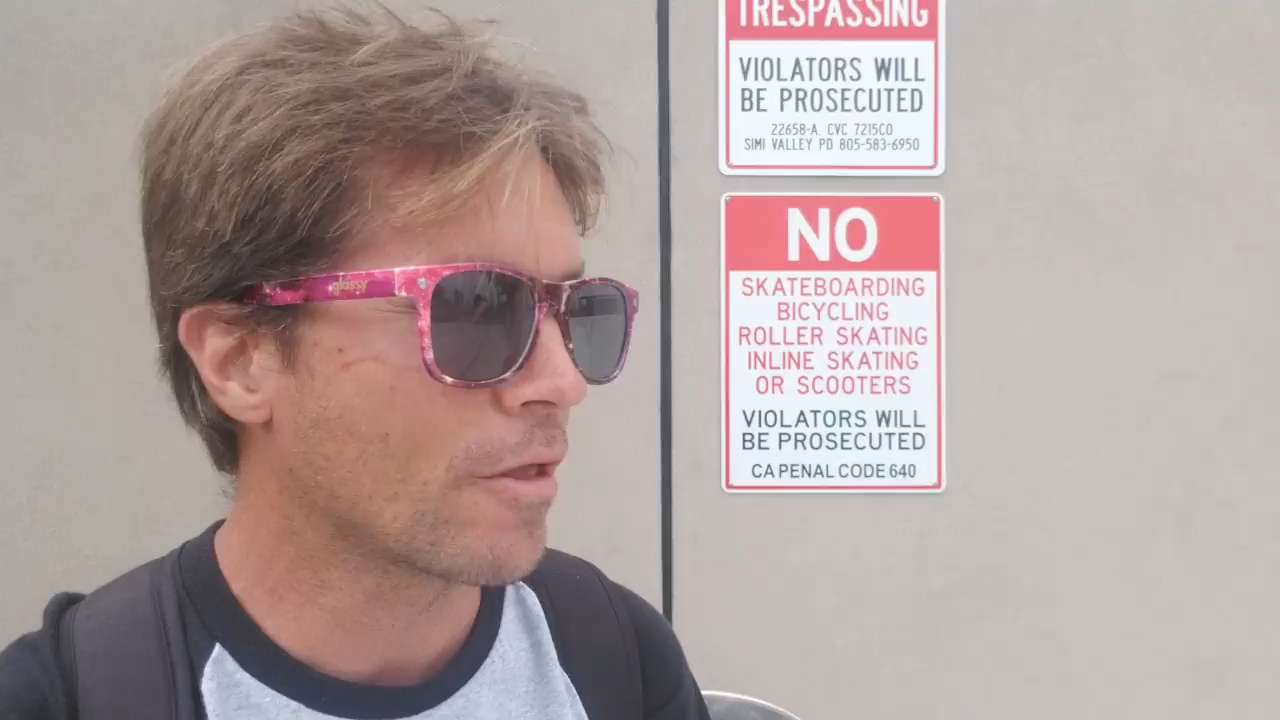 TRESPASSING
VIOLATORS WILL
BE PROSECUTED
22658-A. CVC 7215CO
SIMI VALLEY PD 805-583-6950
NO
SKATEBOARDING
BICYCLING
ROLLER SKATING
INLINE SKATING
OR SCOOTERS
VIOLATORS WILL
BE PROSECUTED
CA PENAL CODE 640
glassy